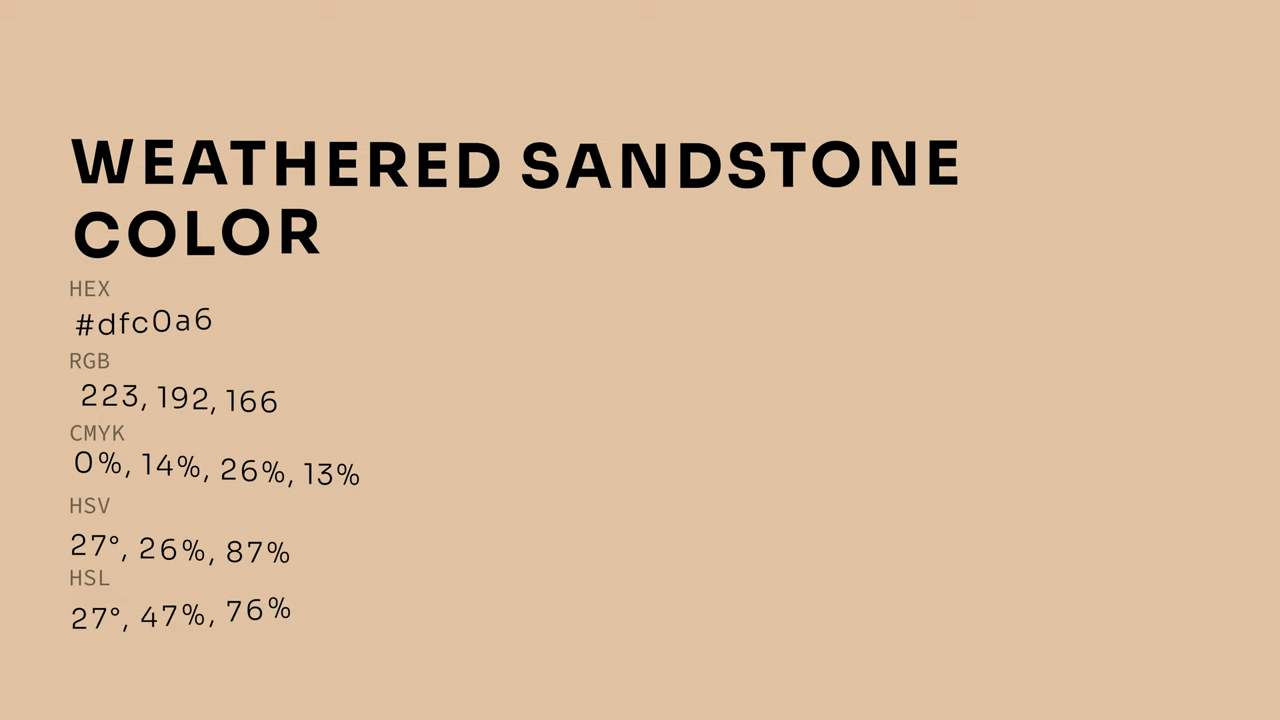 WEATHERED SANDSTONE
COLOR
HEX
#dfc0a6
RGB
223, 192, 166
CMYK
0%, 14%, 26%, 13%
HSV
27°, 26%, 87%
HSL
27°, 47%, 76%